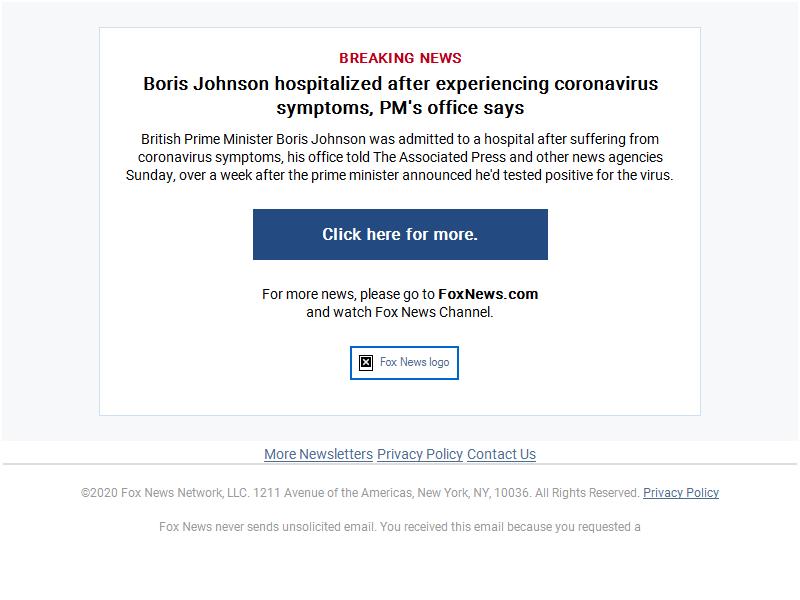 BREAKING NEWS
Boris Johnson hospitalized after experiencing coronavirus
symptoms, PM's office says
British Prime Minister Boris Johnson was admitted to a hospital after suffering from
coronavirus symptoms, his office told The Associated Press and other news agencies
Sunday, over a week after the prime minister announced he'd tested positive for the virus.
Click here for more.
For more news, please go to FoxNews.com
and watch Fox News Channel.
Fox News logo
More Newsletters Privacy Policy Contact Us
©2020 Fox News Network, LLC. 1211 Avenue of the Americas, New York, NY, 10036. All Rights Reserved. Privacy Policy
Fox News never sends unsolicited email. You received this email because you requested a